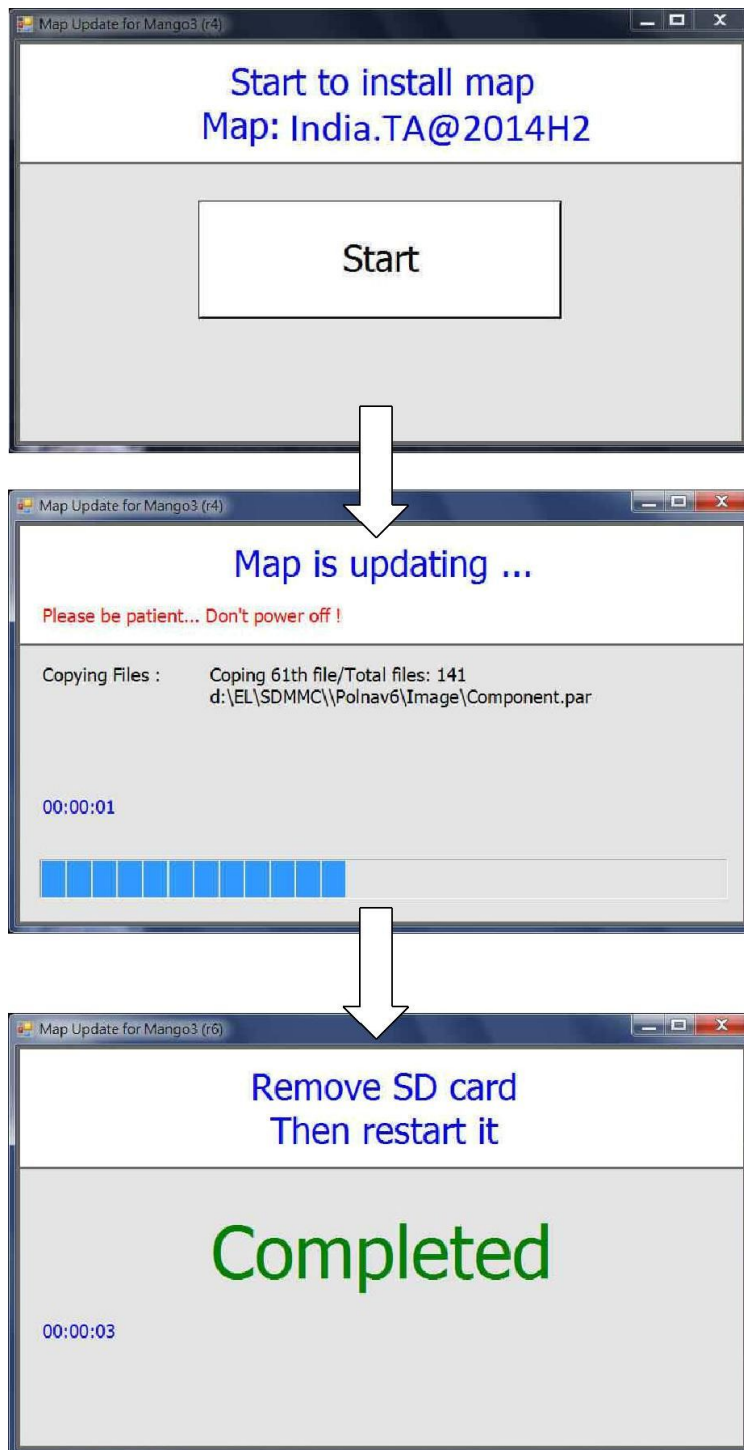 Map Update for Mango3 (r4)
Start to install map
Map: India.TA@2014H2
Start
Map Update for Mango3 (r4)
Map is updating ...
Please be patient... Don't power off !
Copying Files : Coping 61th file/Total files: 141
d:\EL\SDMMC\\Polnav6\Image\Component.par
00:00:01
Map Update for Mango3 (r6)
Remove SD card
Then restart it
Completed
00:00:03